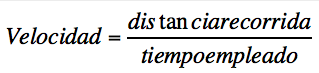 Velocidad = dis tan ciarecorrida
tiempoempleado